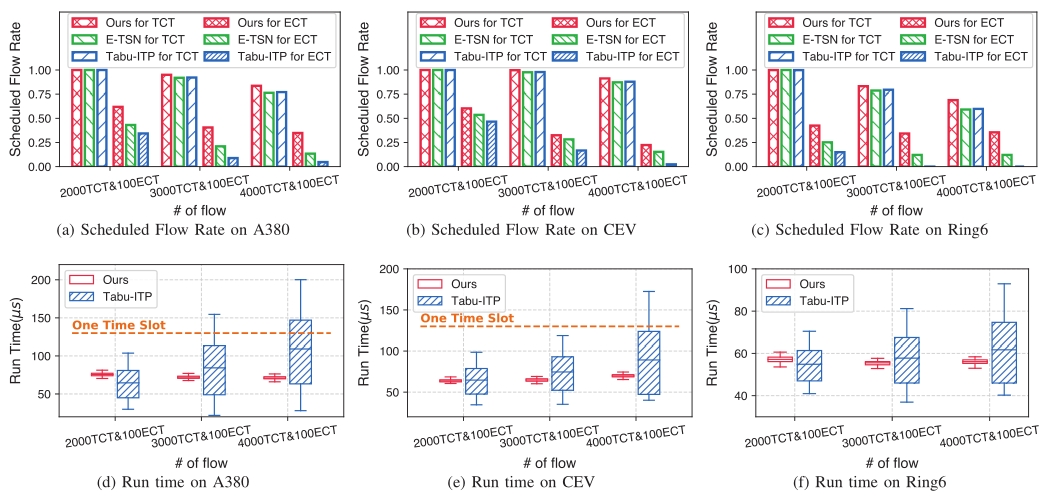 Ours for TCT
E-TSN for TCT
Tabu-ITP for TCT
Ours for ECT
E-TSN for ECT
Tabu-ITP for ECT
Scheduled Flow Rate
1.00
0.75
0.50
0.25
0.00
2000TCT&100ECT
3000TCT&100ECT
4000TCT&100ECT
# of flow
(a) Scheduled Flow Rate on A380
Ours for TCT
E-TSN for TCT
Tabu-ITP for TCT
Ours for ECT
E-TSN for ECT
Tabu-ITP for ECT
Scheduled Flow Rate
1.00
0.75
0.50
0.25
0.00
2000TCT&100ECT
3000TCT&100ECT
4000TCT&100ECT
# of flow
(b) Scheduled Flow Rate on CEV
Ours for TCT
E-TSN for TCT
Tabu-ITP for TCT
Ours for ECT
E-TSN for ECT
Tabu-ITP for ECT
Scheduled Flow Rate
1.00
0.75
0.50
0.25
0.00
2000TCT&100ECT
3000TCT&100ECT
4000TCT&100ECT
# of flow
(c) Scheduled Flow Rate on Ring6
Ours
Tabu-ITP
One Time Slot
Run Time(μs)
200
150
100
50
2000TCT&100ECT
3000TCT&100ECT
4000TCT&100ECT
# of flow
(d) Run time on A380
Ours
Tabu-ITP
One Time Slot
Run Time(μs)
200
150
100
50
2000TCT&100ECT
3000TCT&100ECT
4000TCT&100ECT
# of flow
(e) Run time on CEV
Ours
Tabu-ITP
Run Time(μs)
100
80
60
40
2000TCT&100ECT
3000TCT&100ECT
4000TCT&100ECT
# of flow
(f) Run time on Ring6